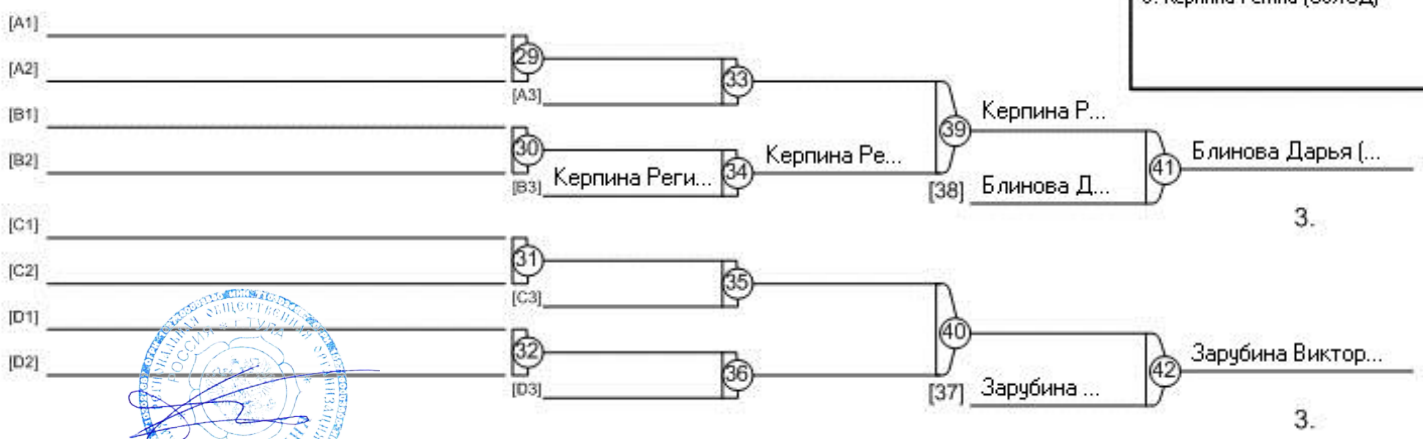 [A1]
[A2]
29
[A3]
33
[B1]
[B2]
30
[B3] Керпина Реги...
34
Керпина Ре...
39
Керпина Р...
[38] Блинова Д...
41
Блинова Дарья (...
3.
[C1]
[C2]
31
[C3]
35
[D1]
[D2]
32
[D3]
36
40
[37] Зарубина ...
42
Зарубина Виктор...
3.
РОССИЯ г. ТУЛА